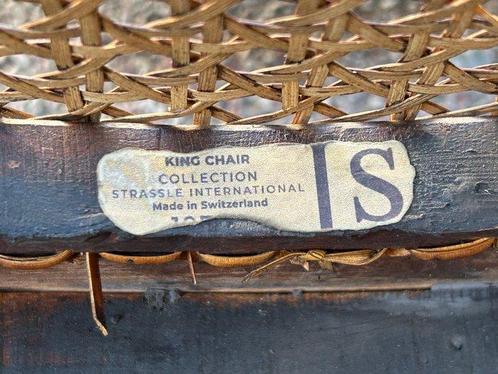 KING CHAIR
COLLECTION
STRASSLE INTERNATIONAL
Made in Switzerland
S